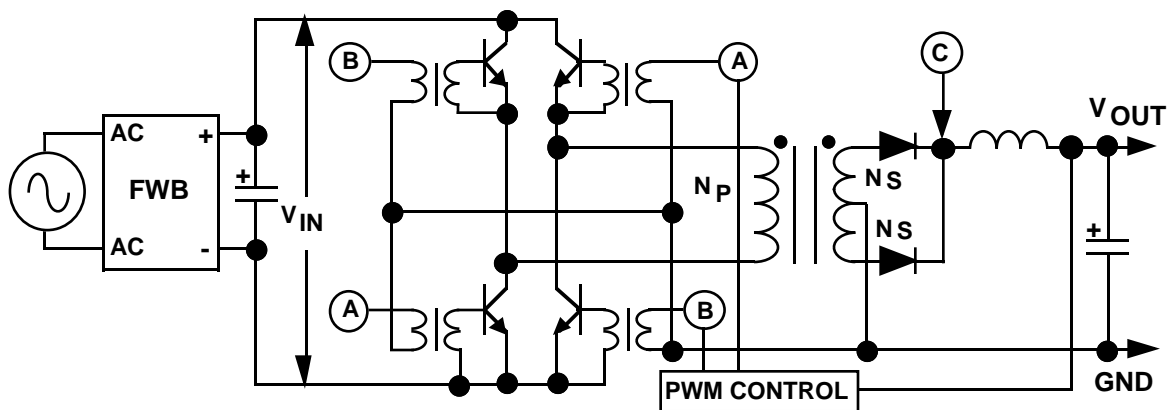 B
A
C
V OUT
AC
+
+
FWB
V IN
N P
N S
N S
+
AC
-
A
B
GND
PWM CONTROL